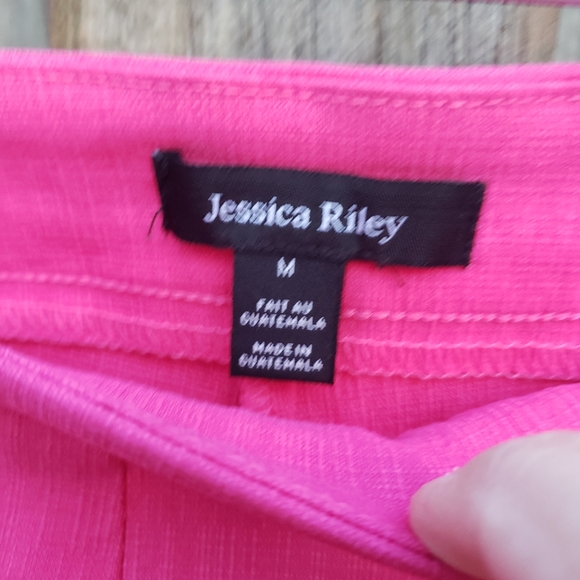 Jessica Riley
M
FAIT AU
GUATEMALA
MADE IN
GUATEMALA